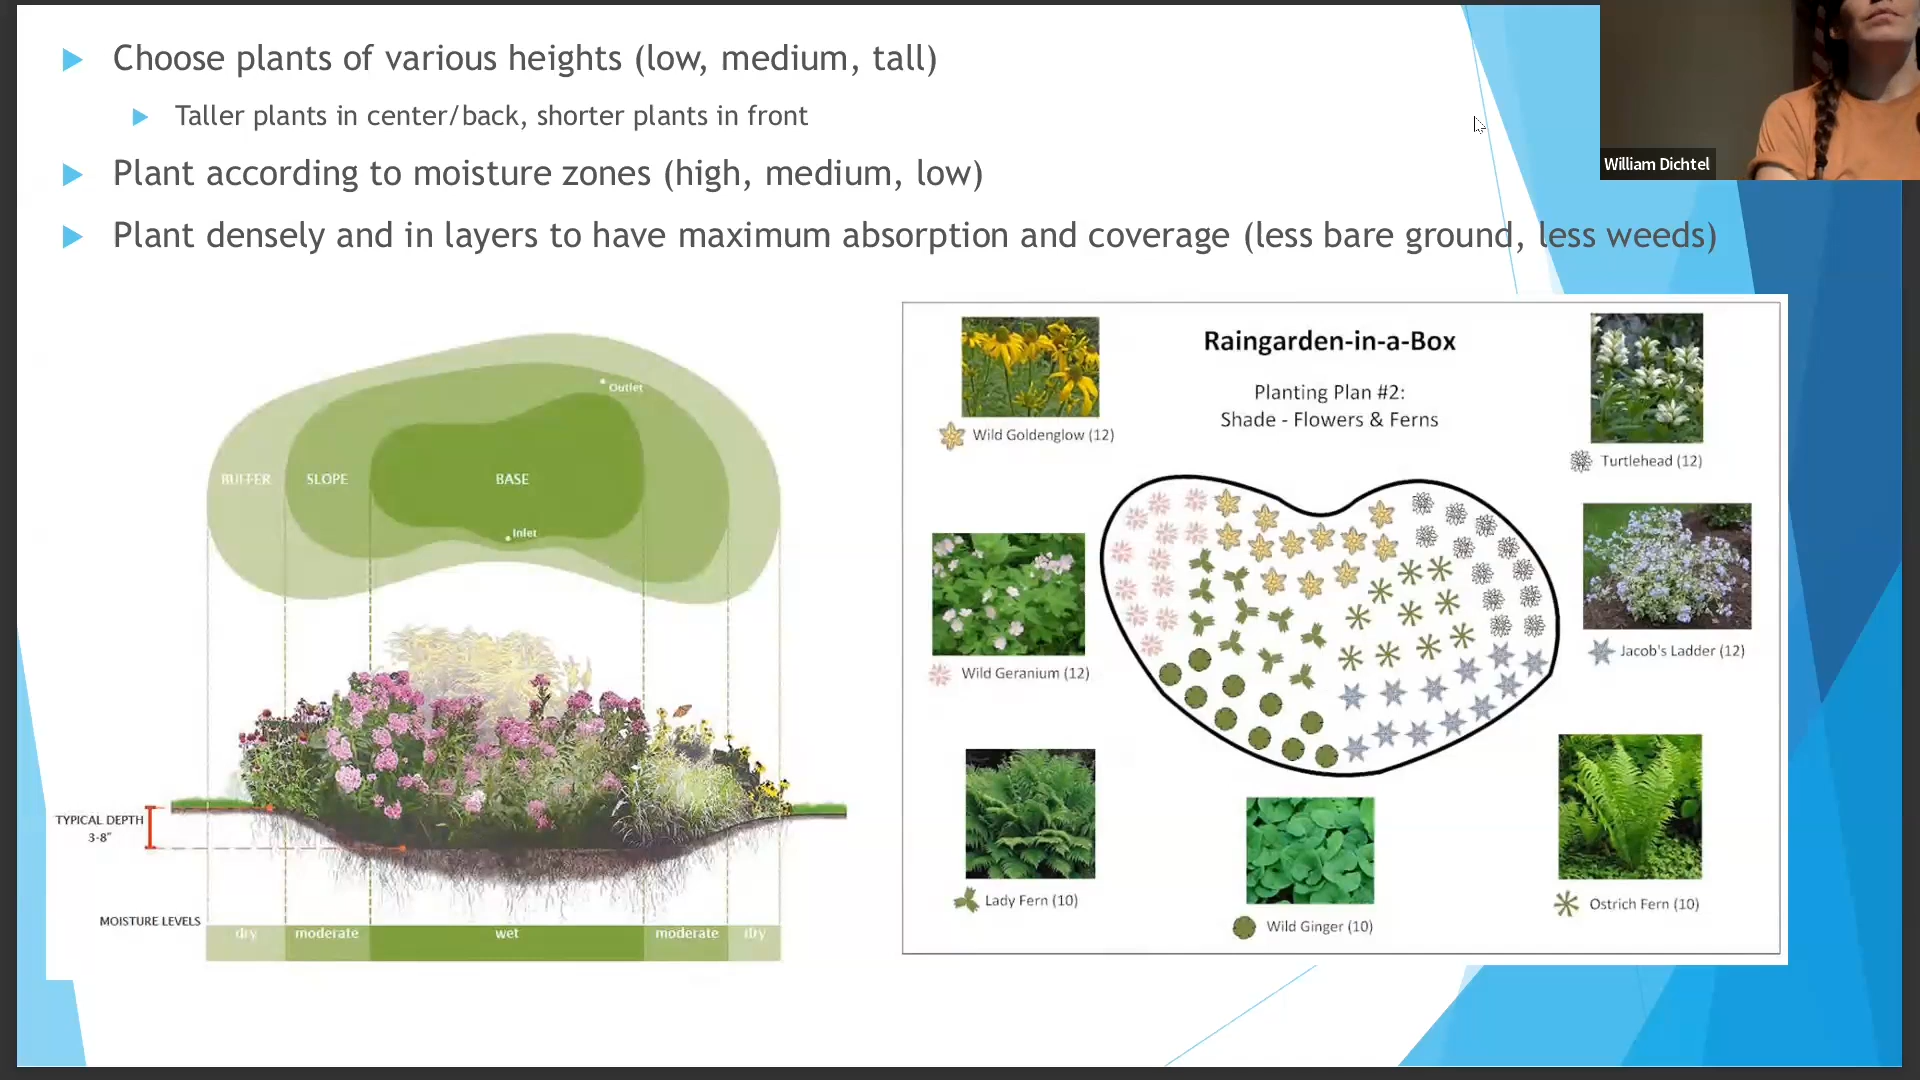 Choose plants of various heights (low, medium, tall)
Taller plants in center/back, shorter plants in front
Plant according to moisture zones (high, medium, low)
Plant densely and in layers to have maximum absorption and coverage (less bare ground, less weeds)
William Dichtel
Outlet
BUFFER
SLOPE
BASE
Inlet
TYPICAL DEPTH
3-8"
MOISTURE LEVELS
dry
moderate
wet
moderate
dry
Raingarden-in-a-Box
Planting Plan #2:
Shade - Flowers & Ferns
Wild Goldenglow (12)
Turtlehead (12)
Wild Geranium (12)
Jacob's Ladder (12)
Lady Fern (10)
Wild Ginger (10)
Ostrich Fern (10)